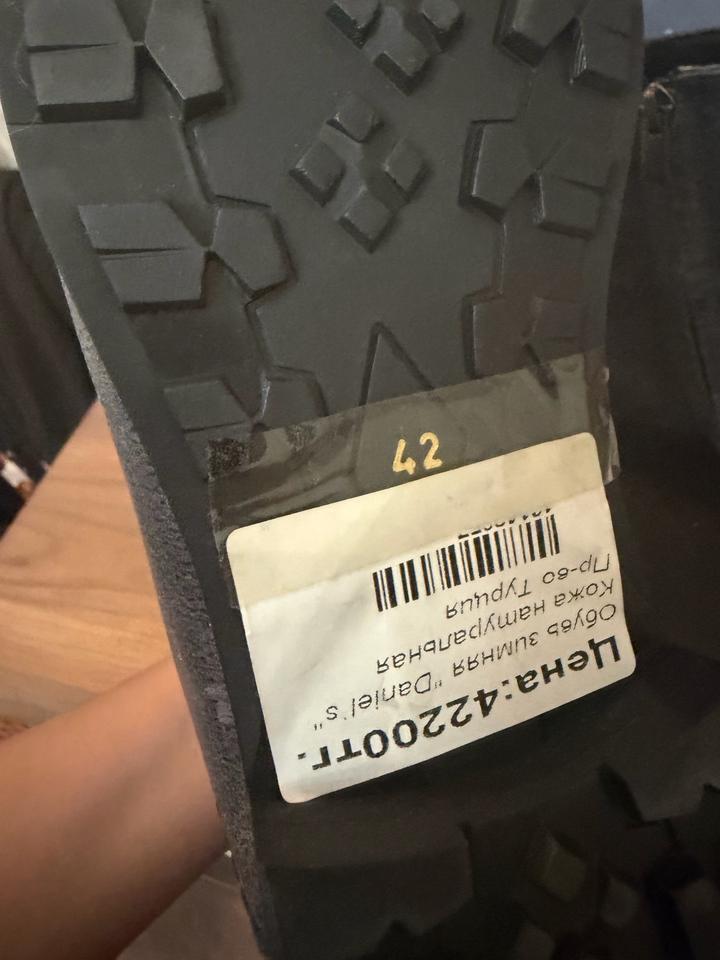 42
Цена:42200тг.
Обувь зимняя "Daniel's"
Кожа натуральная
Пр-во Турция